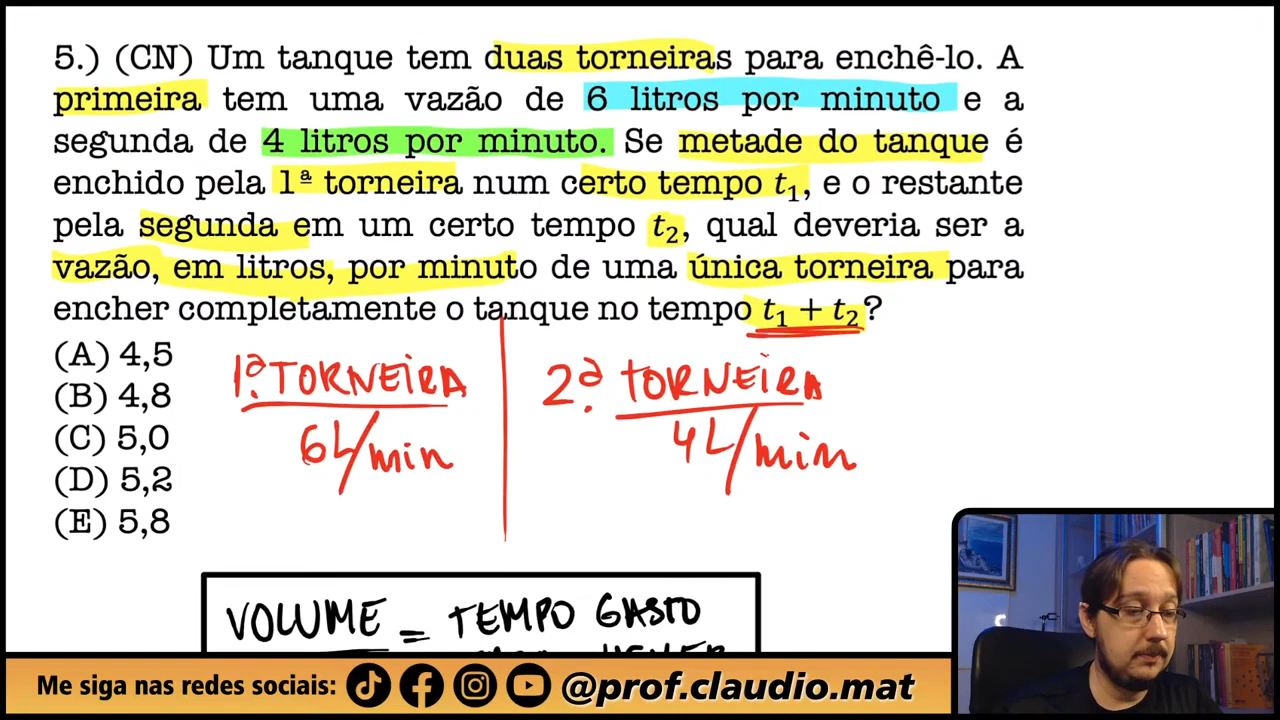 5.) (CN) Um tanque tem duas torneiras para enchê-lo. A
primeira tem uma vazão de 6 litros por minuto e a
segunda de 4 litros por minuto. Se metade do tanque é
enchido pela 1ª torneira num certo tempo t₁, e o restante
pela segunda em um certo tempo t₂, qual deveria ser a
vazão, em litros, por minuto de uma única torneira para
encher completamente o tanque no tempo t₁ + t₂?
(A) 4,5
(B) 4,8
(C) 5,0
(D) 5,2
(E) 5,8
1ª. TORNEIRA
6L/min
2ª. TORNEIRA
4L/min
VOLUME = TEMPO GASTO
Me siga nas redes sociais: @prof.claudio.mat